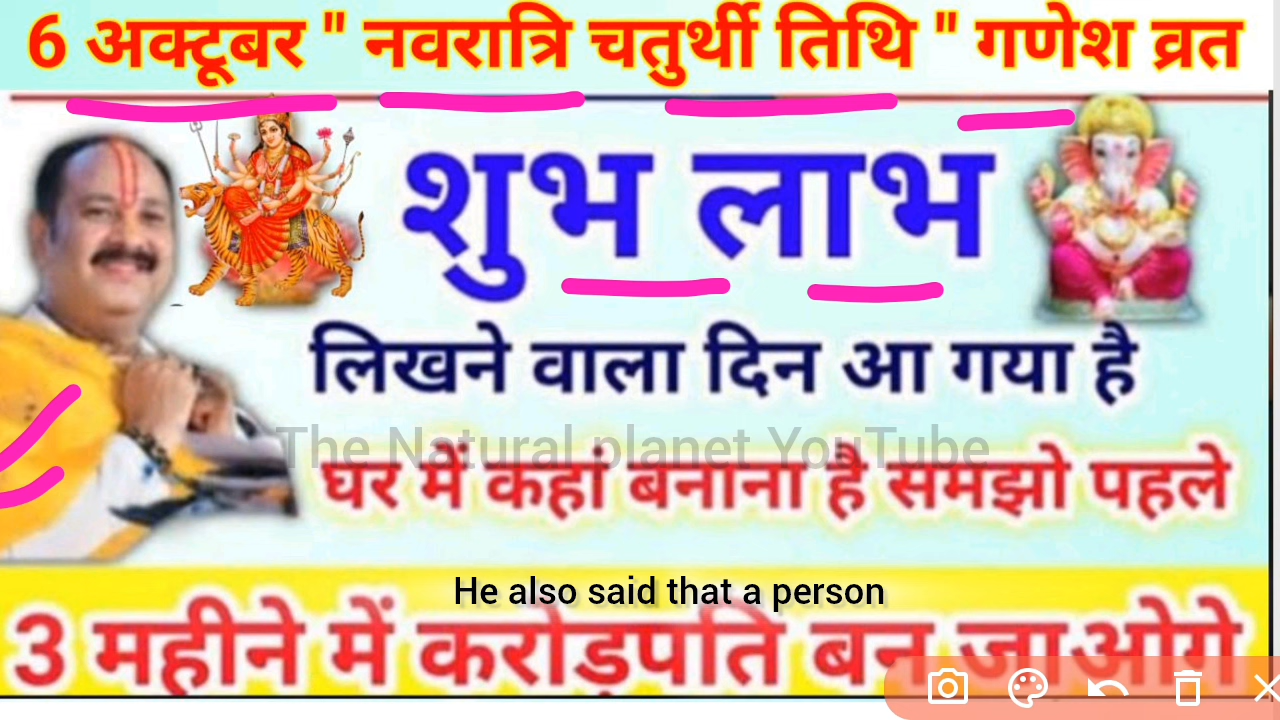 6 अक्टूबर " नवरात्रि चतुर्थी तिथि " गणेश व्रत
शुभ लाभ
लिखने वाला दिन आ गया है
The Natural planet YouTube
घर में कहां बनाना है समझो पहले
He also said that a person
3 महीने में करोड़पति बन जाओगे